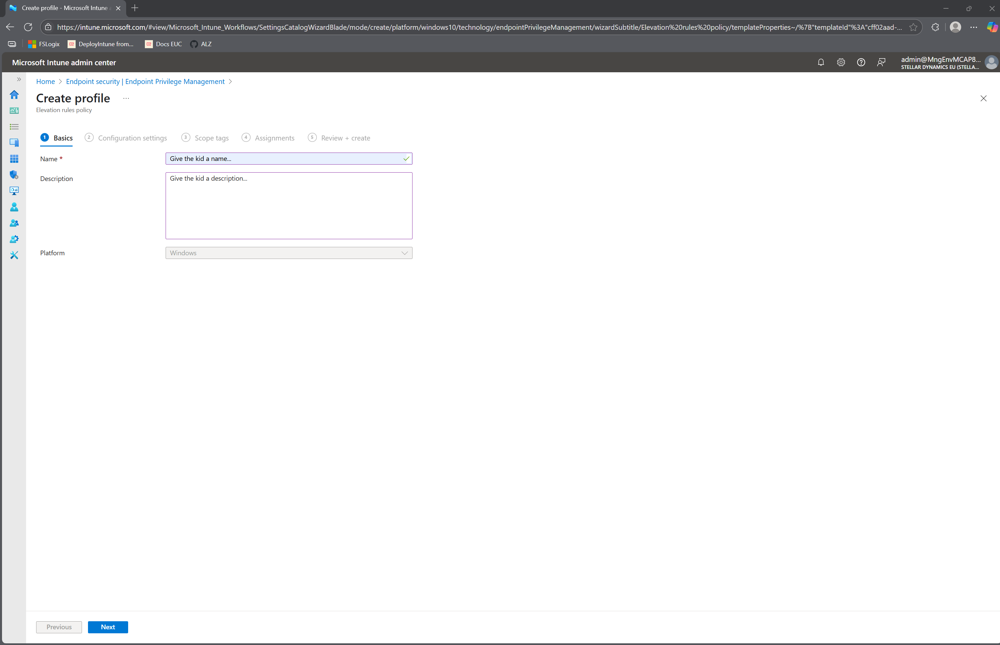 Create profile - Microsoft Intune a
https://intune.microsoft.com/#view/Microsoft_Intune_Workflows/SettingsCatalogWizardBlade/mode/create/platform/windows10/technology/endpointPrivilegeManagement/wizardSubtitle/Elevation%20rules%20policy/templateProperties~/%7B"templateId"%3A"cff02aad-...
FSLogix
DeployIntune from...
Docs EUC
ALZ
Microsoft Intune admin center
admin@MngEnvMCAP8...
STELLAR DYNAMICS EU (STELLA...
Home > Endpoint security | Endpoint Privilege Management >
Create profile ...
Elevation rules policy
1 Basics
2 Configuration settings
3 Scope tags
4 Assignments
5 Review + create
Name *
Give the kid a name...
Description
Give the kid a description...
Platform
Windows
Previous
Next